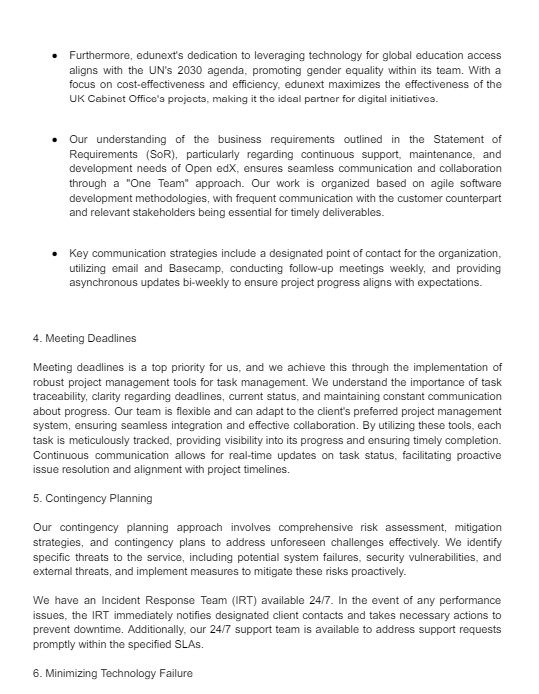 ● Furthermore, edunext's dedication to leveraging technology for global education access
aligns with the UN's 2030 agenda, promoting gender equality within its team. With a
focus on cost-effectiveness and efficiency, edunext maximizes the effectiveness of the
UK Cabinet Office's projects, making it the ideal partner for digital initiatives.
● Our understanding of the business requirements outlined in the Statement of
Requirements (SoR), particularly regarding continuous support, maintenance, and
development needs of Open edX, ensures seamless communication and collaboration
through a "One Team" approach. Our work is organized based on agile software
development methodologies, with frequent communication with the customer counterpart
and relevant stakeholders being essential for timely deliverables.
● Key communication strategies include a designated point of contact for the organization,
utilizing email and Basecamp, conducting follow-up meetings weekly, and providing
asynchronous updates bi-weekly to ensure project progress aligns with expectations.
4. Meeting Deadlines
Meeting deadlines is a top priority for us, and we achieve this through the implementation of
robust project management tools for task management. We understand the importance of task
traceability, clarity regarding deadlines, current status, and maintaining constant communication
about progress. Our team is flexible and can adapt to the client's preferred project management
system, ensuring seamless integration and effective collaboration. By utilizing these tools, each
task is meticulously tracked, providing visibility into its progress and ensuring timely completion.
Continuous communication allows for real-time updates on task status, facilitating proactive
issue resolution and alignment with project timelines.
5. Contingency Planning
Our contingency planning approach involves comprehensive risk assessment, mitigation
strategies, and contingency plans to address unforeseen challenges effectively. We identify
specific threats to the service, including potential system failures, security vulnerabilities, and
external threats, and implement measures to mitigate these risks proactively.
We have an Incident Response Team (IRT) available 24/7. In the event of any performance
issues, the IRT immediately notifies designated client contacts and takes necessary actions to
prevent downtime. Additionally, our 24/7 support team is available to address support requests
promptly within the specified SLAs.
6. Minimizing Technology Failure